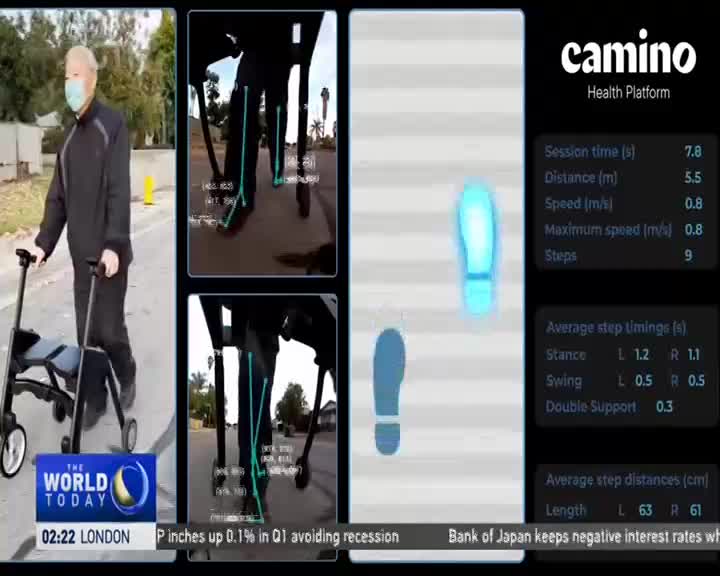 camino
Health Platform
Session time (s) 7.8
Distance (m) 5.5
Speed (m/s) 0.8
Maximum speed (m/s) 0.8
Steps 9
Average step timings (s)
Stance L 1.2 R 1.1
Swing L 0.5 R 0.5
Double Support 0.3
Average step distances (cm)
Length L 63 R 61
THE
WORLD
TODAY
02:22 LONDON
P inches up 0.1% in Q1 avoiding recession Bank of Japan keeps negative interest rates